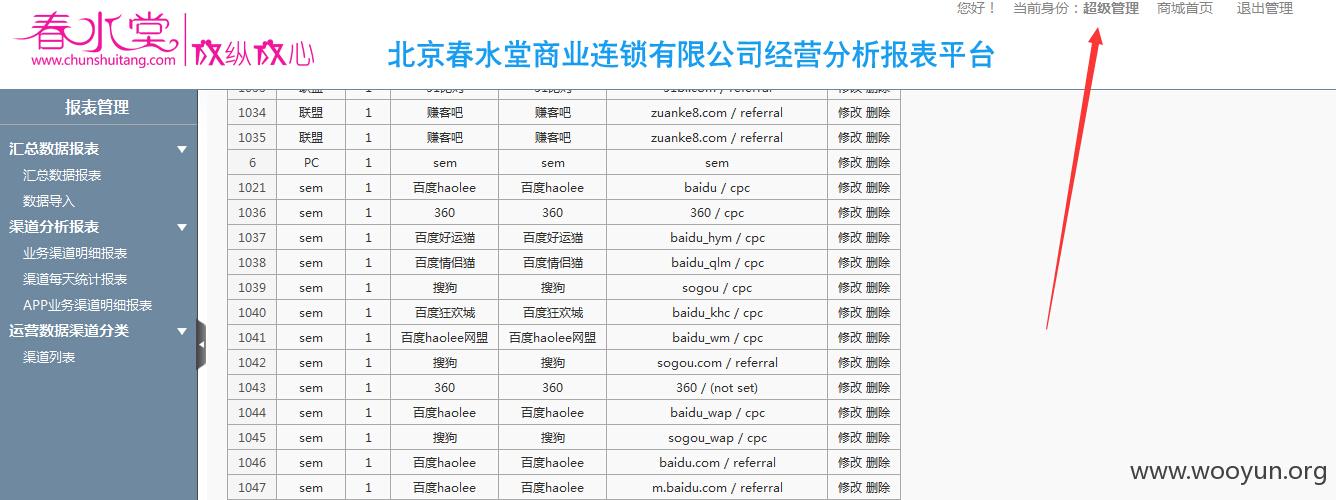 您好！ 当前身份：超级管理 商城首页 退出管理
春水堂 放纵放心
www.chunshuitang.com
北京春水堂商业连锁有限公司经营分析报表平台
报表管理
汇总数据报表
汇总数据报表
数据导入
渠道分析报表
业务渠道明细报表
渠道每天统计报表
APP业务渠道明细报表
运营数据渠道分类
渠道列表
1034 联盟 1 赚客吧 赚客吧 zuanke8.com / referral 修改 删除
1035 联盟 1 赚客吧 赚客吧 zuanke8.com / referral 修改 删除
6 PC 1 sem sem sem 修改 删除
1021 sem 1 百度haolee 百度haolee baidu / cpc 修改 删除
1036 sem 1 360 360 360 / cpc 修改 删除
1037 sem 1 百度好运猫 百度好运猫 baidu_hym / cpc 修改 删除
1038 sem 1 百度情侣猫 百度情侣猫 baidu_qlm / cpc 修改 删除
1039 sem 1 搜狗 搜狗 sogou / cpc 修改 删除
1040 sem 1 百度狂欢城 百度狂欢城 baidu_khc / cpc 修改 删除
1041 sem 1 百度haolee网盟 百度haolee网盟 baidu_wm / cpc 修改 删除
1042 sem 1 搜狗 搜狗 sogou.com / referral 修改 删除
1043 sem 1 360 360 360 / (not set) 修改 删除
1044 sem 1 百度haolee 百度haolee baidu_wap / cpc 修改 删除
1045 sem 1 搜狗 搜狗 sogou_wap / cpc 修改 删除
1046 sem 1 百度haolee 百度haolee baidu.com / referral 修改 删除
1047 sem 1 百度haolee 百度haolee m.baidu.com / referral 修改 删除
www.wooyun.org